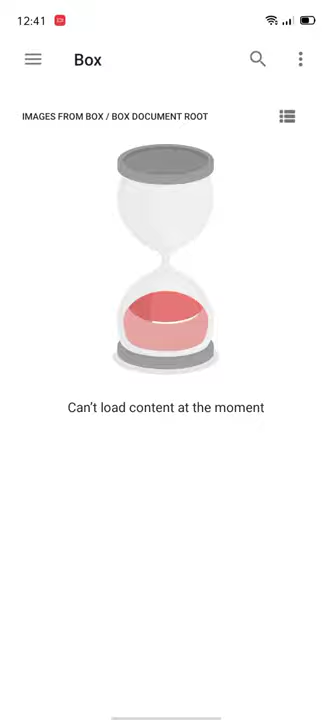 12:41
Box
IMAGES FROM BOX / BOX DOCUMENT ROOT
Can't load content at the moment